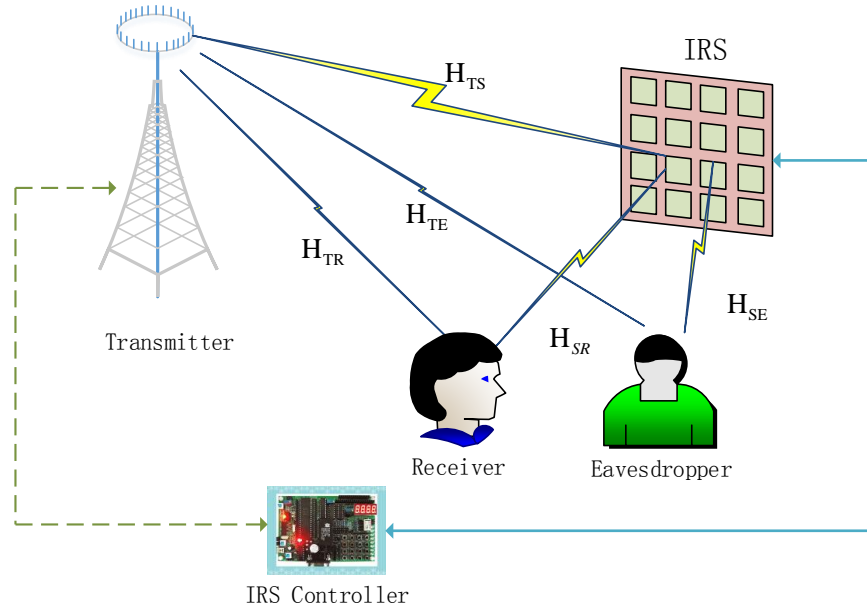 IRS
H_TS
H_TE
H_TR
H_SE
H_SR
Transmitter
Receiver
Eavesdropper
IRS Controller